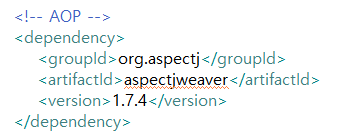 <!-- AOP -->
<dependency>
<groupId>org.aspectj</groupId>
<artifactId>aspectjweaver</artifactId>
<version>1.7.4</version>
</dependency>